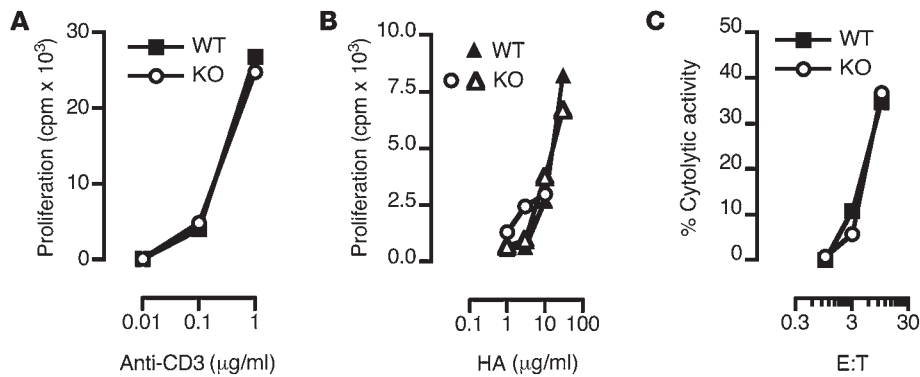 A
Proliferation (cpm x 10³)
30
20
10
0
WT
KO
0.01 0.1 1
Anti-CD3 (μg/ml)
B
Proliferation (cpm x 10³)
10.0
7.5
5.0
2.5
0.0
WT
KO
0.1 1 10 100
HA (μg/ml)
C
% Cytolytic activity
50
40
30
20
10
0
WT
KO
0.3 3 30
E:T